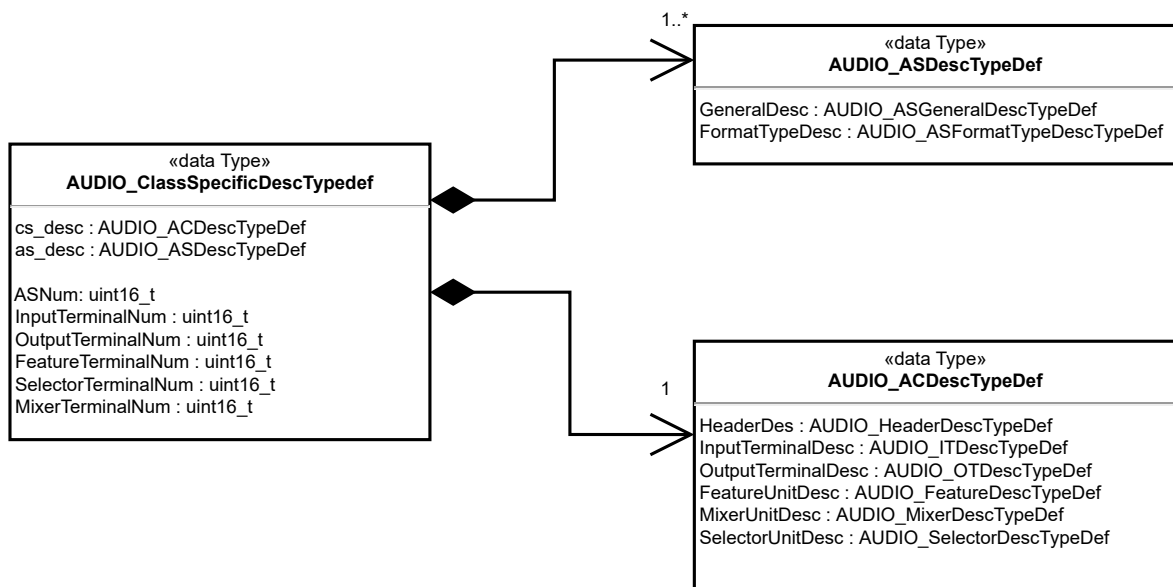 1..*
«data Type»
AUDIO_ASDescTypeDef
GeneralDesc : AUDIO_ASGeneralDescTypeDef
FormatTypeDesc : AUDIO_ASFormatTypeDescTypeDef
«data Type»
AUDIO_ClassSpecificDescTypedef
cs_desc : AUDIO_ACDescTypeDef
as_desc : AUDIO_ASDescTypeDef
ASNum: uint16_t
InputTerminalNum : uint16_t
OutputTerminalNum : uint16_t
FeatureTerminalNum : uint16_t
SelectorTerminalNum : uint16_t
MixerTerminalNum : uint16_t
1
«data Type»
AUDIO_ACDescTypeDef
HeaderDes : AUDIO_HeaderDescTypeDef
InputTerminalDesc : AUDIO_ITDescTypeDef
OutputTerminalDesc : AUDIO_OTDescTypeDef
FeatureUnitDesc : AUDIO_FeatureDescTypeDef
MixerUnitDesc : AUDIO_MixerDescTypeDef
SelectorUnitDesc : AUDIO_SelectorDescTypeDef